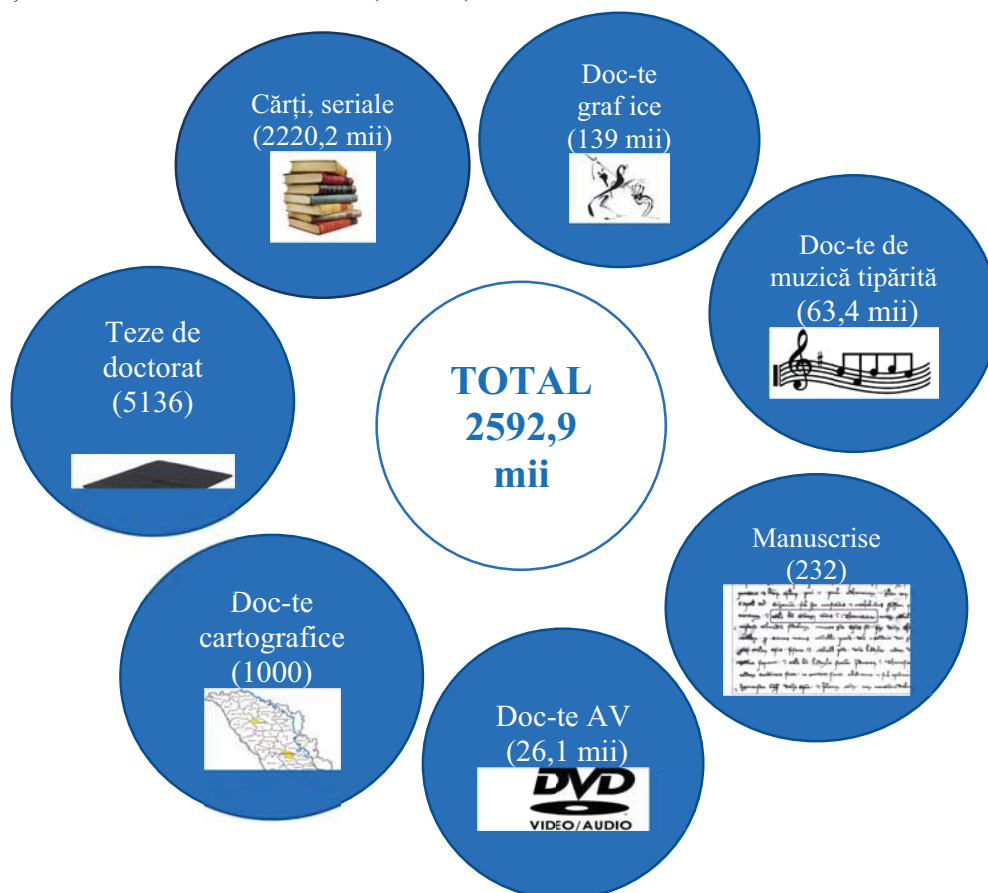 Cărți, seriale
(2220,2 mii)
Doc-te
graf ice
(139 mii)
Doc-te de
muzică tipărită
(63,4 mii)
Teze de
doctorat
(5136)
TOTAL
2592,9
mii
Manuscrise
(232)
Doc-te
cartografice
(1000)
Doc-te AV
(26,1 mii)
DVD
VIDEO/AUDIO